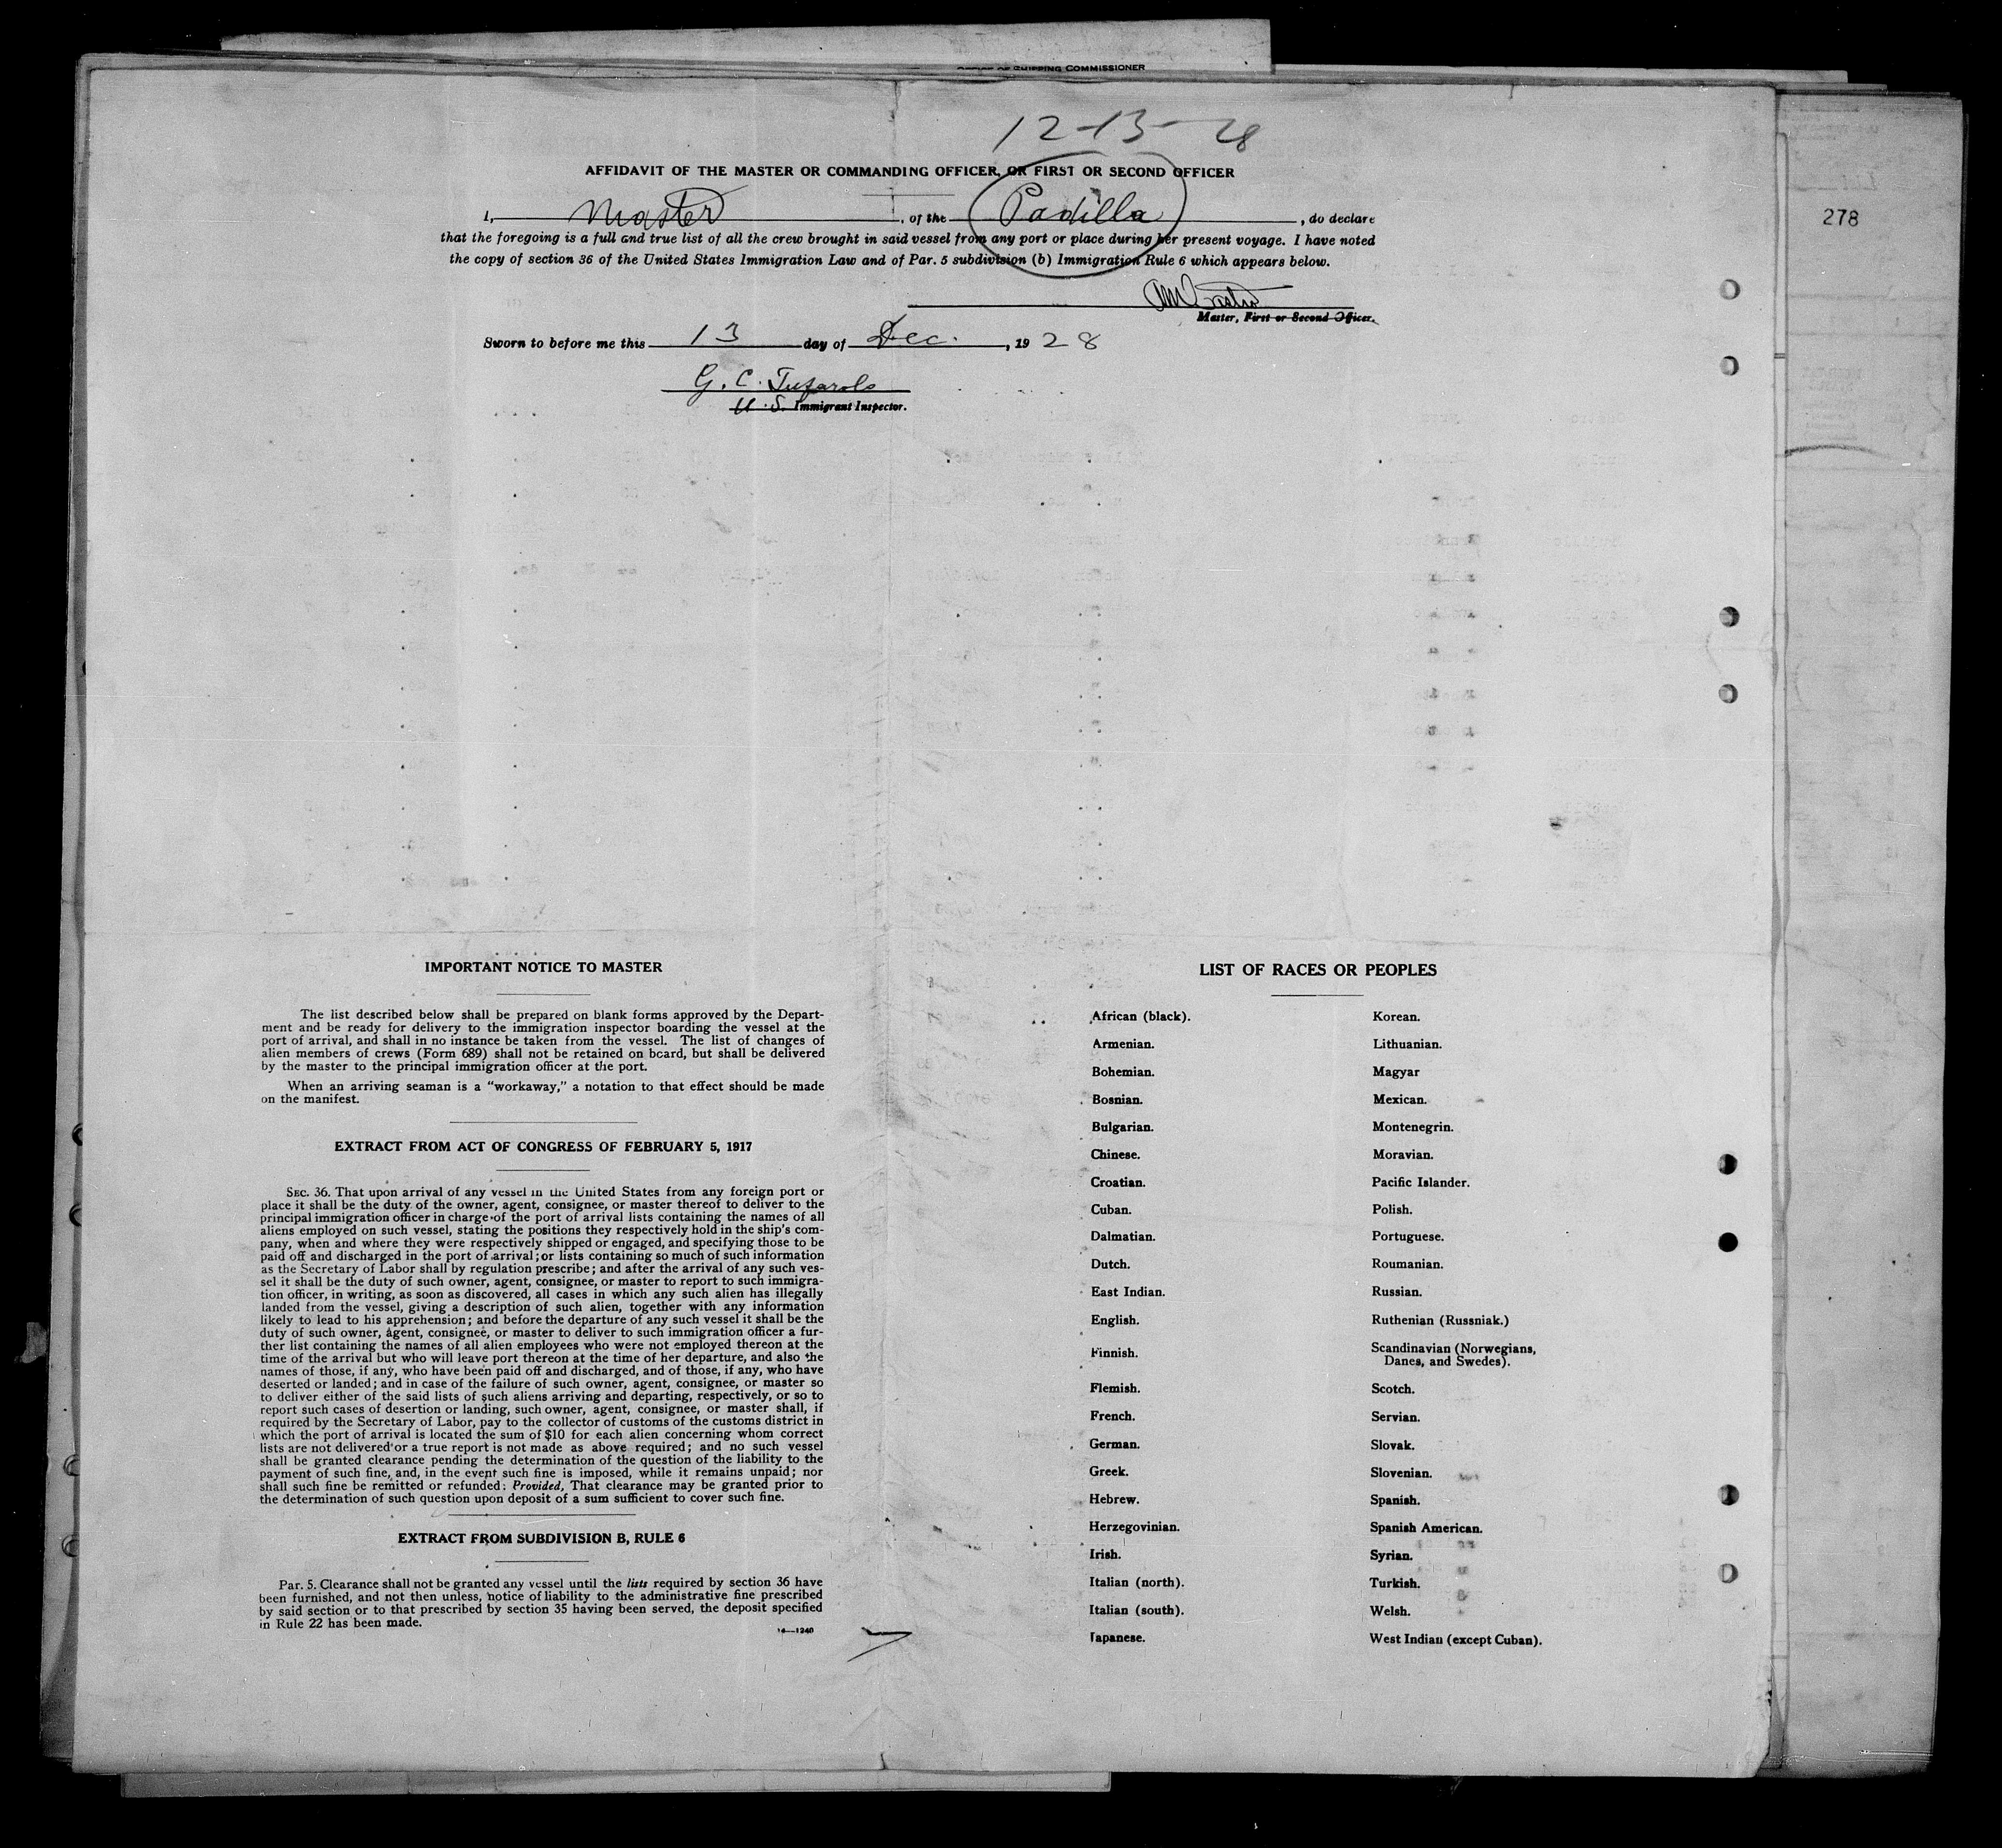 OFFICE OF SHIPPING COMMISSIONER
12-13-28
AFFIDAVIT OF THE MASTER OR COMMANDING OFFICER, OR FIRST OR SECOND OFFICER
I, Master, of the Padilla, do declare
that the foregoing is a full and true list of all the crew brought in said vessel from any port or place during her present voyage. I have noted
the copy of section 36 of the United States Immigration Law and of Par. 5 subdivision (b) Immigration Rule 6 which appears below.
Master, First or Second Officer.
Sworn to before me this 13 day of Dec., 1928
G. C.
U. S. Immigrant Inspector.
278
IMPORTANT NOTICE TO MASTER
The list described below shall be prepared on blank forms approved by the Depart-
ment and be ready for delivery to the immigration inspector boarding the vessel at the
port of arrival, and shall in no instance be taken from the vessel. The list of changes of
alien members of crews (Form 689) shall not be retained on board, but shall be delivered
by the master to the principal immigration officer at the port.
When an arriving seaman is a "workaway," a notation to that effect should be made
on the manifest.
EXTRACT FROM ACT OF CONGRESS OF FEBRUARY 5, 1917
SEC. 36. That upon arrival of any vessel in the United States from any foreign port or
place it shall be the duty of the owner, agent, consignee, or master thereof to deliver to the
principal immigration officer in charge of the port of arrival lists containing the names of all
aliens employed on such vessel, stating the positions they respectively hold in the ship's com-
pany, when and where they were respectively shipped or engaged, and specifying those to be
paid off and discharged in the port of arrival; or lists containing so much of such information
as the Secretary of Labor shall by regulation prescribe; and after the arrival of any such ves-
sel it shall be the duty of such owner, agent, consignee, or master to report to such immigra-
tion officer, in writing, as soon as discovered, all cases in which any such alien has illegally
landed from the vessel, giving a description of such alien, together with any information
likely to lead to his apprehension; and before the departure of any such vessel it shall be the
duty of such owner, agent, consignee, or master to deliver to such immigration officer a fur-
ther list containing the names of all alien employees who were not employed thereon at the
time of the arrival but who will leave port thereon at the time of her departure, and also the
names of those, if any, who have been paid off and discharged, and of those, if any, who have
deserted or landed; and in case of the failure of such owner, agent, consignee, or master so
to deliver either of the said lists of such aliens arriving and departing, respectively, or so to
report such cases of desertion or landing, such owner, agent, consignee, or master shall, if
required by the Secretary of Labor, pay to the collector of customs of the customs district in
which the port of arrival is located the sum of $10 for each alien concerning whom correct
lists are not delivered or a true report is not made as above required; and no such vessel
shall be granted clearance pending the determination of the question of the liability to the
payment of such fine, and, in the event such fine is imposed, while it remains unpaid; nor
shall such fine be remitted or refunded: Provided, That clearance may be granted prior to
the determination of such question upon deposit of a sum sufficient to cover such fine.
EXTRACT FROM SUBDIVISION B, RULE 6
Par. 5. Clearance shall not be granted any vessel until the lists required by section 36 have
been furnished, and not then unless, notice of liability to the administrative fine prescribed
by said section or to that prescribed by section 35 having been served, the deposit specified
in Rule 22 has been made.
14—1240
LIST OF RACES OR PEOPLES
African (black).
Armenian.
Bohemian.
Bosnian.
Bulgarian.
Chinese.
Croatian.
Cuban.
Dalmatian.
Dutch.
East Indian.
English.
Finnish.
Flemish.
French.
German.
Greek.
Hebrew.
Herzegovinian.
Irish.
Italian (north).
Italian (south).
Japanese.
Korean.
Lithuanian.
Magyar
Mexican.
Montenegrin.
Moravian.
Pacific Islander.
Polish.
Portuguese.
Roumanian.
Russian.
Ruthenian (Russniak.)
Scandinavian (Norwegians,
Danes, and Swedes).
Scotch.
Servian.
Slovak.
Slovenian.
Spanish.
Spanish American.
Syrian.
Turkish.
Welsh.
West Indian (except Cuban).